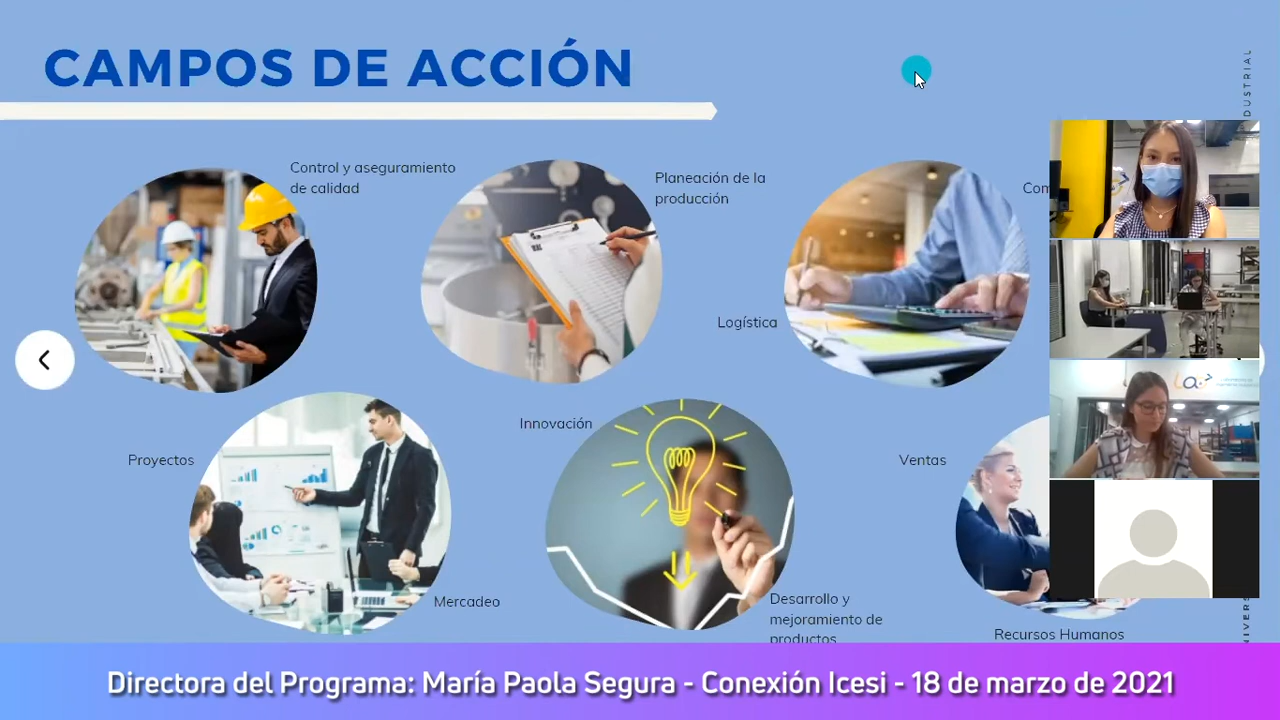 CAMPOS DE ACCIÓN
Control y aseguramiento
de calidad
Planeación de la
producción
Logística
Innovación
Proyectos
Ventas
Mercadeo
Desarrollo y
mejoramiento de
productos
Recursos Humanos
Directora del Programa: María Paola Segura - Conexión Icesi - 18 de marzo de 2021